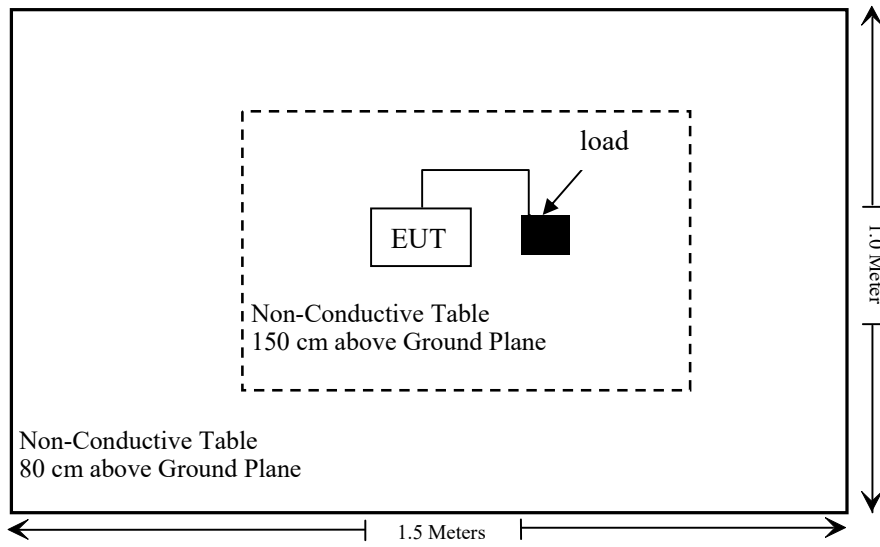 load
EUT
Non-Conductive Table
150 cm above Ground Plane
Non-Conductive Table
80 cm above Ground Plane
1.0 Meter
1.5 Meters